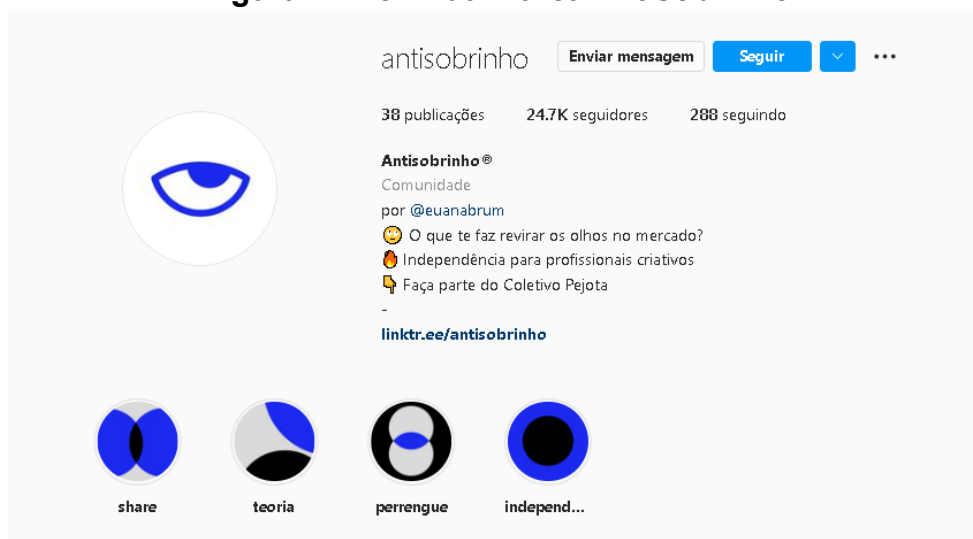 antisobrinho Enviar mensagem Seguir
38 publicações 24.7K seguidores 288 seguindo
Antisobrinho®
Comunidade
por @euanabrum
🙄 O que te faz revirar os olhos no mercado?
🔥 Independência para profissionais criativos
👇 Faça parte do Coletivo Pejota
-
linktr.ee/antisobrinho
share teoria perrengue independ...